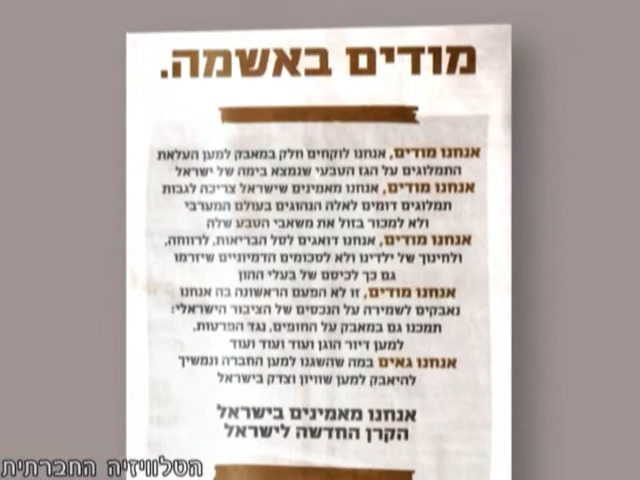 מודים באשמה.
אנחנו מודים, אנחנו לוקחים חלק במאבק למען העלאת
התמלוגים על הגז הטבעי שנמצא בימה של ישראל
אנחנו מודים, אנחנו מאמינים שישראל צריכה לגבות
תמלוגים דומים לאלה הנהוגים בעולם המערבי
ולא למכור בזול את משאבי הטבע שלה
אנחנו מודים, אנחנו דואגים לסל הבריאות, לרווחה,
ולחינוך של ילדינו ולא לסכומים הדמיוניים שיזרמו
גם כך לכיסם של בעלי ההון
אנחנו מודים, זו לא הפעם הראשונה בה אנחנו
נאבקים לשמירה על הנכסים של הציבור הישראלי:
תמכנו גם במאבק על החופים, נגד הפרטות,
למען דיור הוגן ועוד ועוד ועוד
אנחנו גאים במה שהשגנו למען החברה ונמשיך
להיאבק למען שוויון וצדק בישראל
אנחנו מאמינים בישראל
הקרן החדשה לישראל
הטלוויזיה החברתית